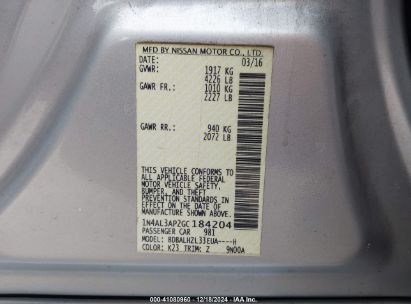 MFD BY NISSAN MOTOR CO., LTD.
DATE: 03/16
GVWR: 1917 KG
4226 LB
GAWR FR.: 1010 KG
2227 LB
GAWR RR.: 940 KG
2072 LB
THIS VEHICLE CONFORMS TO
ALL APPLICABLE U.S. FEDERAL
MOTOR VEHICLE SAFETY,
BUMPER, AND THEFT PREVENTION
STANDARDS IN EFFECT ON THE
DATE OF MANUFACTURE SHOWN
ABOVE.
1N4AL3AP2GC184204
PASSENGER CAR 981
MODEL: BDBALHZL33EUA----H
COLOR: K23 TRIM: Z 9N00A
000-41080960 - 12/18/2024 - IAA Inc.